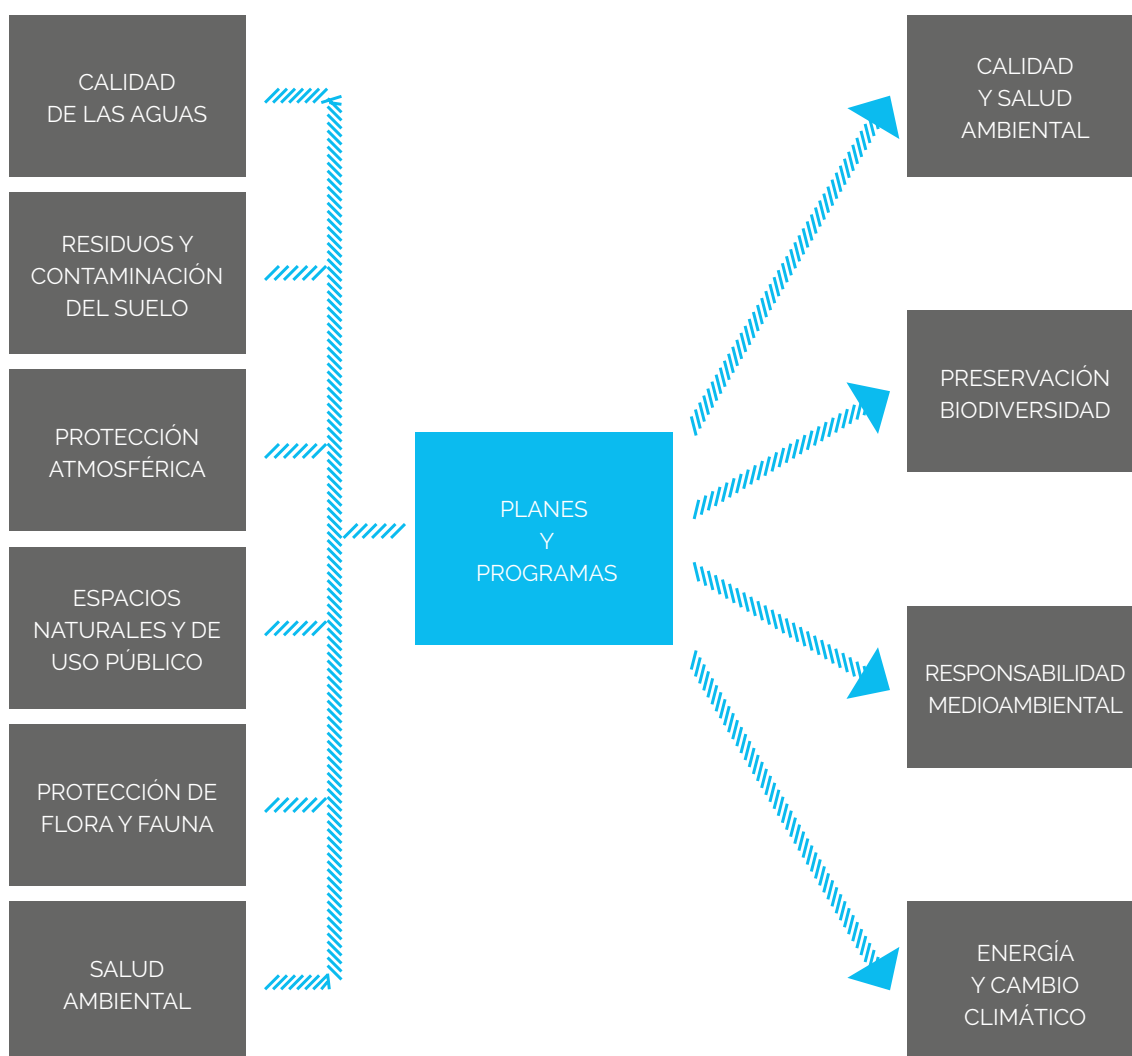 CALIDAD
DE LAS AGUAS
RESIDUOS Y
CONTAMINACIÓN
DEL SUELO
PROTECCIÓN
ATMOSFÉRICA
ESPACIOS
NATURALES Y DE
USO PÚBLICO
PROTECCIÓN DE
FLORA Y FAUNA
SALUD
AMBIENTAL
PLANES
Y
PROGRAMAS
CALIDAD
Y SALUD
AMBIENTAL
PRESERVACIÓN
BIODIVERSIDAD
RESPONSABILIDAD
MEDIOAMBIENTAL
ENERGÍA
Y CAMBIO
CLIMÁTICO